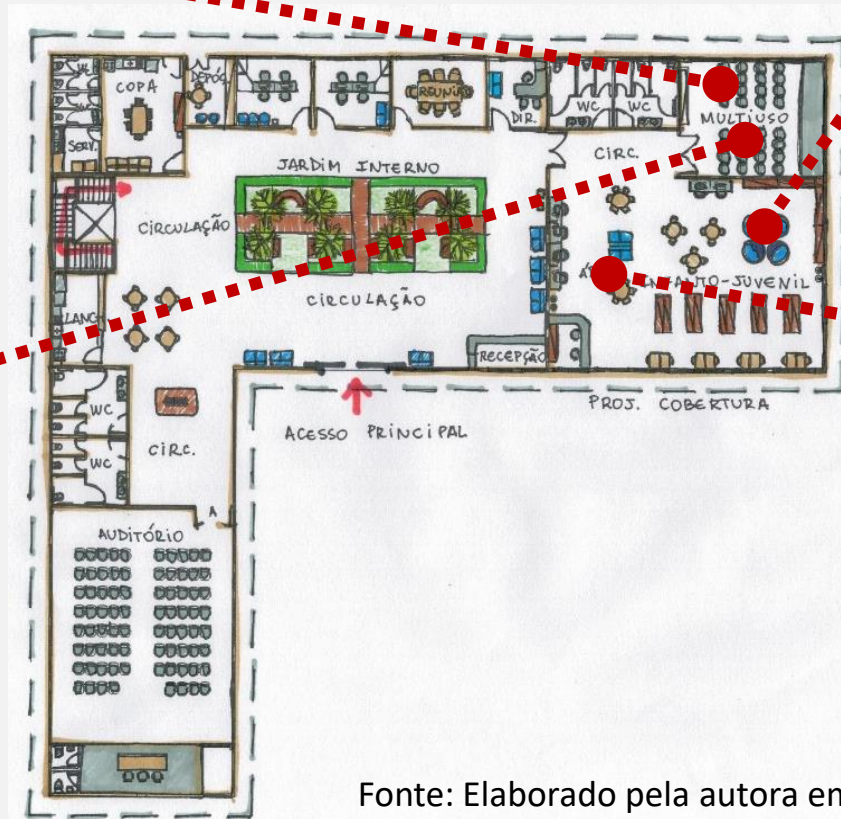 COPA
DEPÓS.
REUNIÃO
DIR.
WC
WC
MULTIUSO
SERV.
JARDIM INTERNO
CIRC.
CIRCULAÇÃO
INFANTO-JUVENIL
CIRCULAÇÃO
LANC
RECEPÇÃO
WC
PROJ. COBERTURA
ACESSO PRINCIPAL
CIRC.
WC
A
AUDITÓRIO
Fonte: Elaborado pela autora em